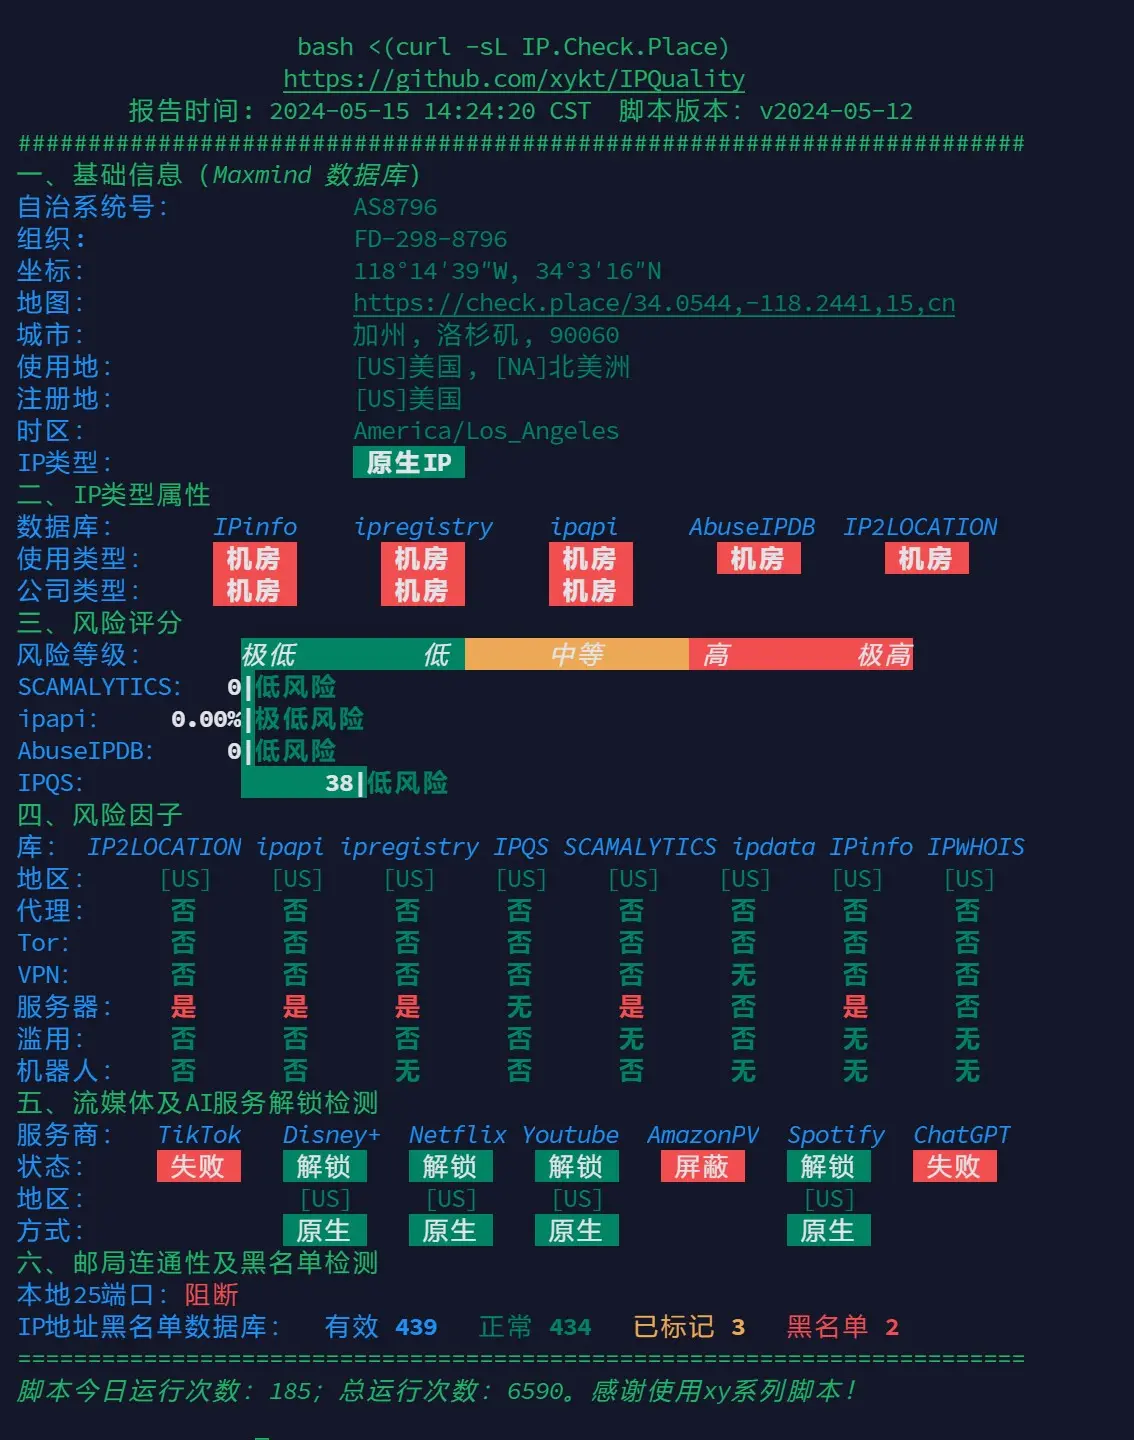 bash <(curl -sL IP.Check.Place)
https://github.com/xykt/IPQuality
报告时间: 2024-05-15 14:24:20 CST 脚本版本: v2024-05-12
########################################################################
一、基础信息 (Maxmind 数据库)
自治系统号: AS8796
组织: FD-298-8796
坐标: 118°14′39″W, 34°3′16″N
地图: https://check.place/34.0544,-118.2441,15,cn
城市: 加州, 洛杉矶, 90060
使用地: [US]美国, [NA]北美洲
注册地: [US]美国
时区: America/Los_Angeles
IP类型: 原生IP
二、IP类型属性
数据库: IPinfo ipregistry ipapi AbuseIPDB IP2LOCATION
使用类型: 机房 机房 机房 机房 机房
公司类型: 机房 机房 机房
三、风险评分
风险等级: 极低 低 中等 高 极高
SCAMALYTICS: 0|低风险
ipapi: 0.00%|极低风险
AbuseIPDB: 0|低风险
IPQS: 38|低风险
四、风险因子
库: IP2LOCATION ipapi ipregistry IPQS SCAMALYTICS ipdata IPinfo IPWHOIS
地区: [US] [US] [US] [US] [US] [US] [US] [US]
代理: 否 否 否 否 否 否 否 否
Tor: 否 否 否 否 否 否 否 否
VPN: 否 否 否 否 否 无 否 否
服务器: 是 是 是 无 是 否 是 否
滥用: 否 否 否 否 无 否 无 无
机器人: 否 否 无 否 否 无 无 无
五、流媒体及AI服务解锁检测
服务商: TikTok Disney+ Netflix Youtube AmazonPV Spotify ChatGPT
状态: 失败 解锁 解锁 解锁 屏蔽 解锁 失败
地区: [US] [US] [US] [US]
方式: 原生 原生 原生 原生
六、邮局连通性及黑名单检测
本地25端口: 阻断
IP地址黑名单数据库: 有效 439 正常 434 已标记 3 黑名单 2
========================================================================
脚本今日运行次数: 185; 总运行次数: 6590。感谢使用xy系列脚本!